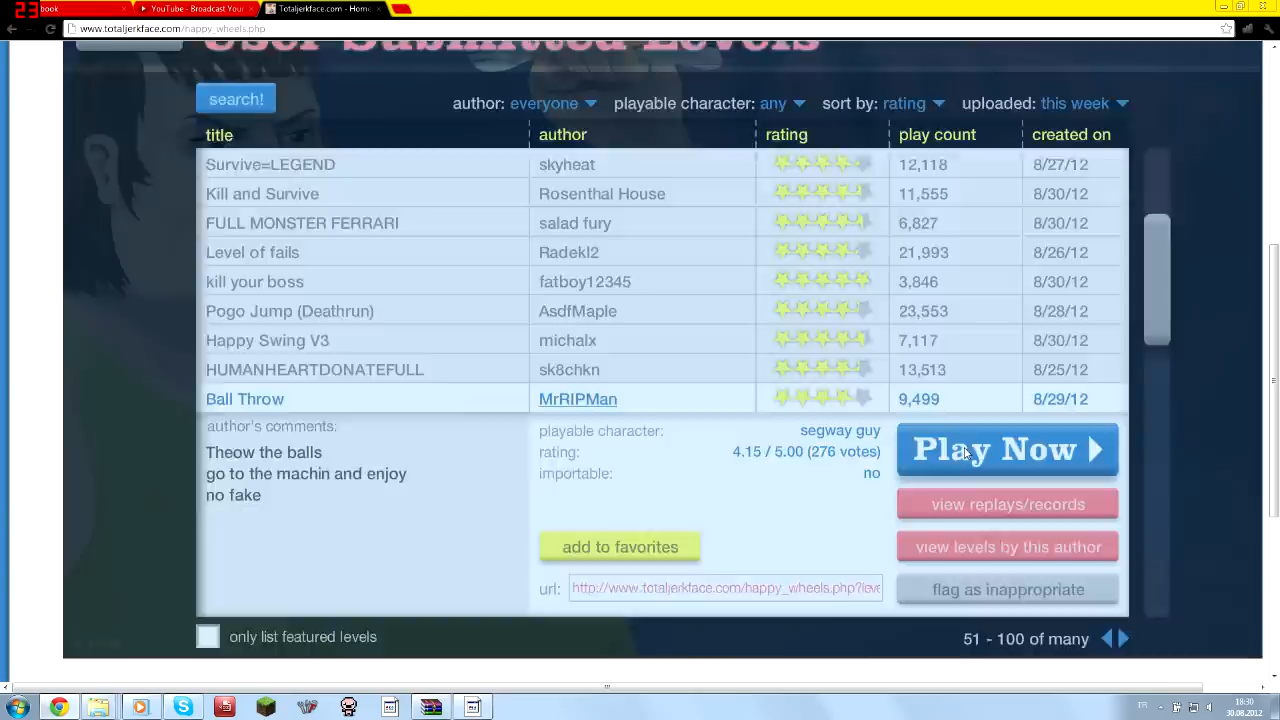 23 book
YouTube - Broadcast Your
Totaljerkface.com - Home
www.totaljerkface.com/happy_wheels.php
User Submitted Levels
search!
author: everyone
playable character: any
sort by: rating
uploaded: this week
title author rating play count created on
Survive=LEGEND skyheat 12,118 8/27/12
Kill and Survive Rosenthal House 11,555 8/30/12
FULL MONSTER FERRARI salad fury 6,827 8/30/12
Level of fails Radekl2 21,993 8/26/12
kill your boss fatboy12345 3,846 8/30/12
Pogo Jump (Deathrun) AsdfMaple 23,553 8/28/12
Happy Swing V3 michalx 7,117 8/30/12
HUMANHEARTDONATEFULL sk8chkn 13,513 8/25/12
Ball Throw MrRIPMan 9,499 8/29/12
author's comments:
Theow the balls
go to the machin and enjoy
no fake
playable character: segway guy
rating: 4.15 / 5.00 (276 votes)
importable: no
add to favorites
url: http://www.totaljerkface.com/happy_wheels.php?leve
Play Now
view replays/records
view levels by this author
flag as inappropriate
only list featured levels
51 - 100 of many
FR
18:30
30.08.2012